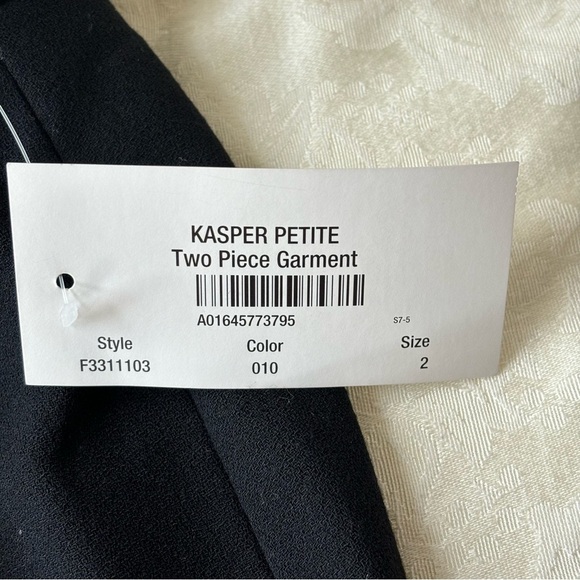 KASPER PETITE
Two Piece Garment
A01645773795
S7-5
Style Color Size
F3311103 010 2